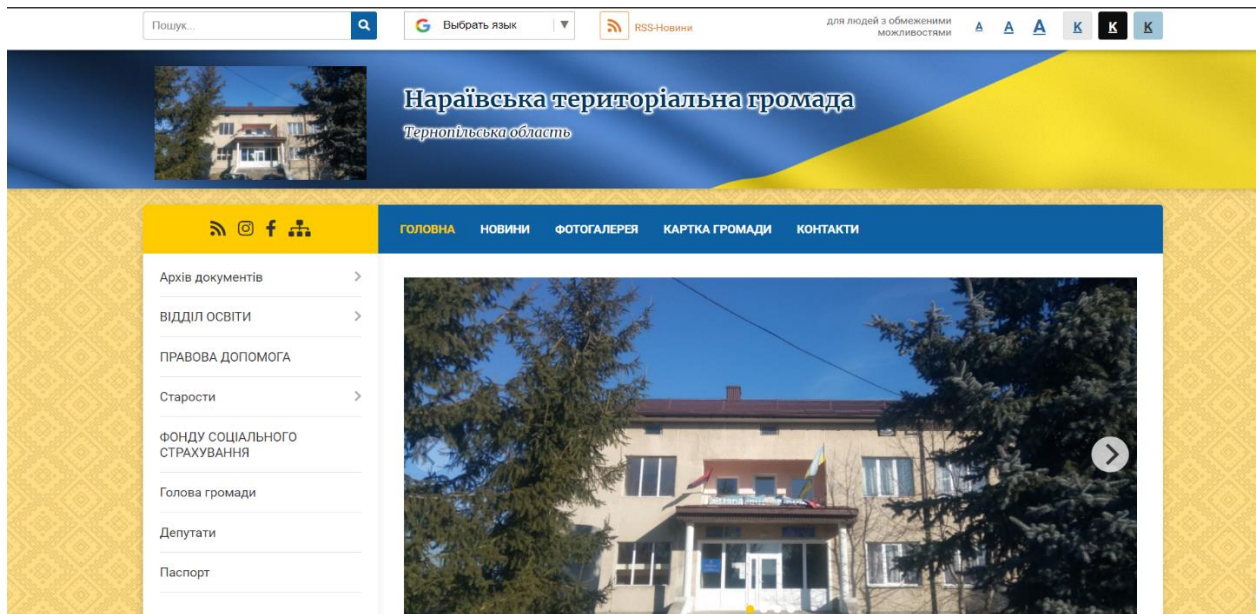 Пошук...
Выбрать язык
▼
RSS-Новини
для людей з обмеженими
можливостями
A A A K K K
Нараївська територіальна громада
Тернопільська область
ГОЛОВНА НОВИНИ ФОТОГАЛЕРЕЯ КАРТКА ГРОМАДИ КОНТАКТИ
Архів документів
ВІДДІЛ ОСВІТИ
ПРАВОВА ДОПОМОГА
Старости
ФОНДУ СОЦІАЛЬНОГО
СТРАХУВАННЯ
Голова громади
Депутати
Паспорт